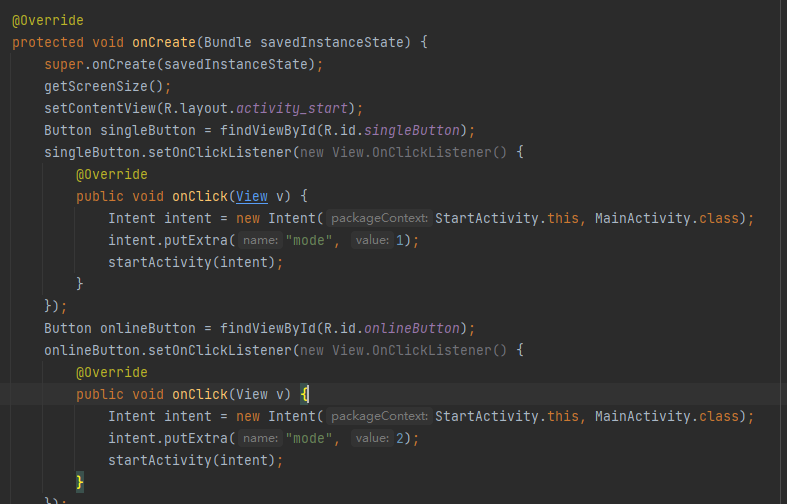 @Override
protected void onCreate(Bundle savedInstanceState) {
super.onCreate(savedInstanceState);
getScreenSize();
setContentView(R.layout.activity_start);
Button singleButton = findViewById(R.id.singleButton);
singleButton.setOnClickListener(new View.OnClickListener() {
@Override
public void onClick(View v) {
Intent intent = new Intent( packageContext: StartActivity.this, MainActivity.class);
intent.putExtra( name: "mode", value: 1);
startActivity(intent);
}
});
Button onlineButton = findViewById(R.id.onlineButton);
onlineButton.setOnClickListener(new View.OnClickListener() {
@Override
public void onClick(View v) {
Intent intent = new Intent( packageContext: StartActivity.this, MainActivity.class);
intent.putExtra( name: "mode", value: 2);
startActivity(intent);
}
});